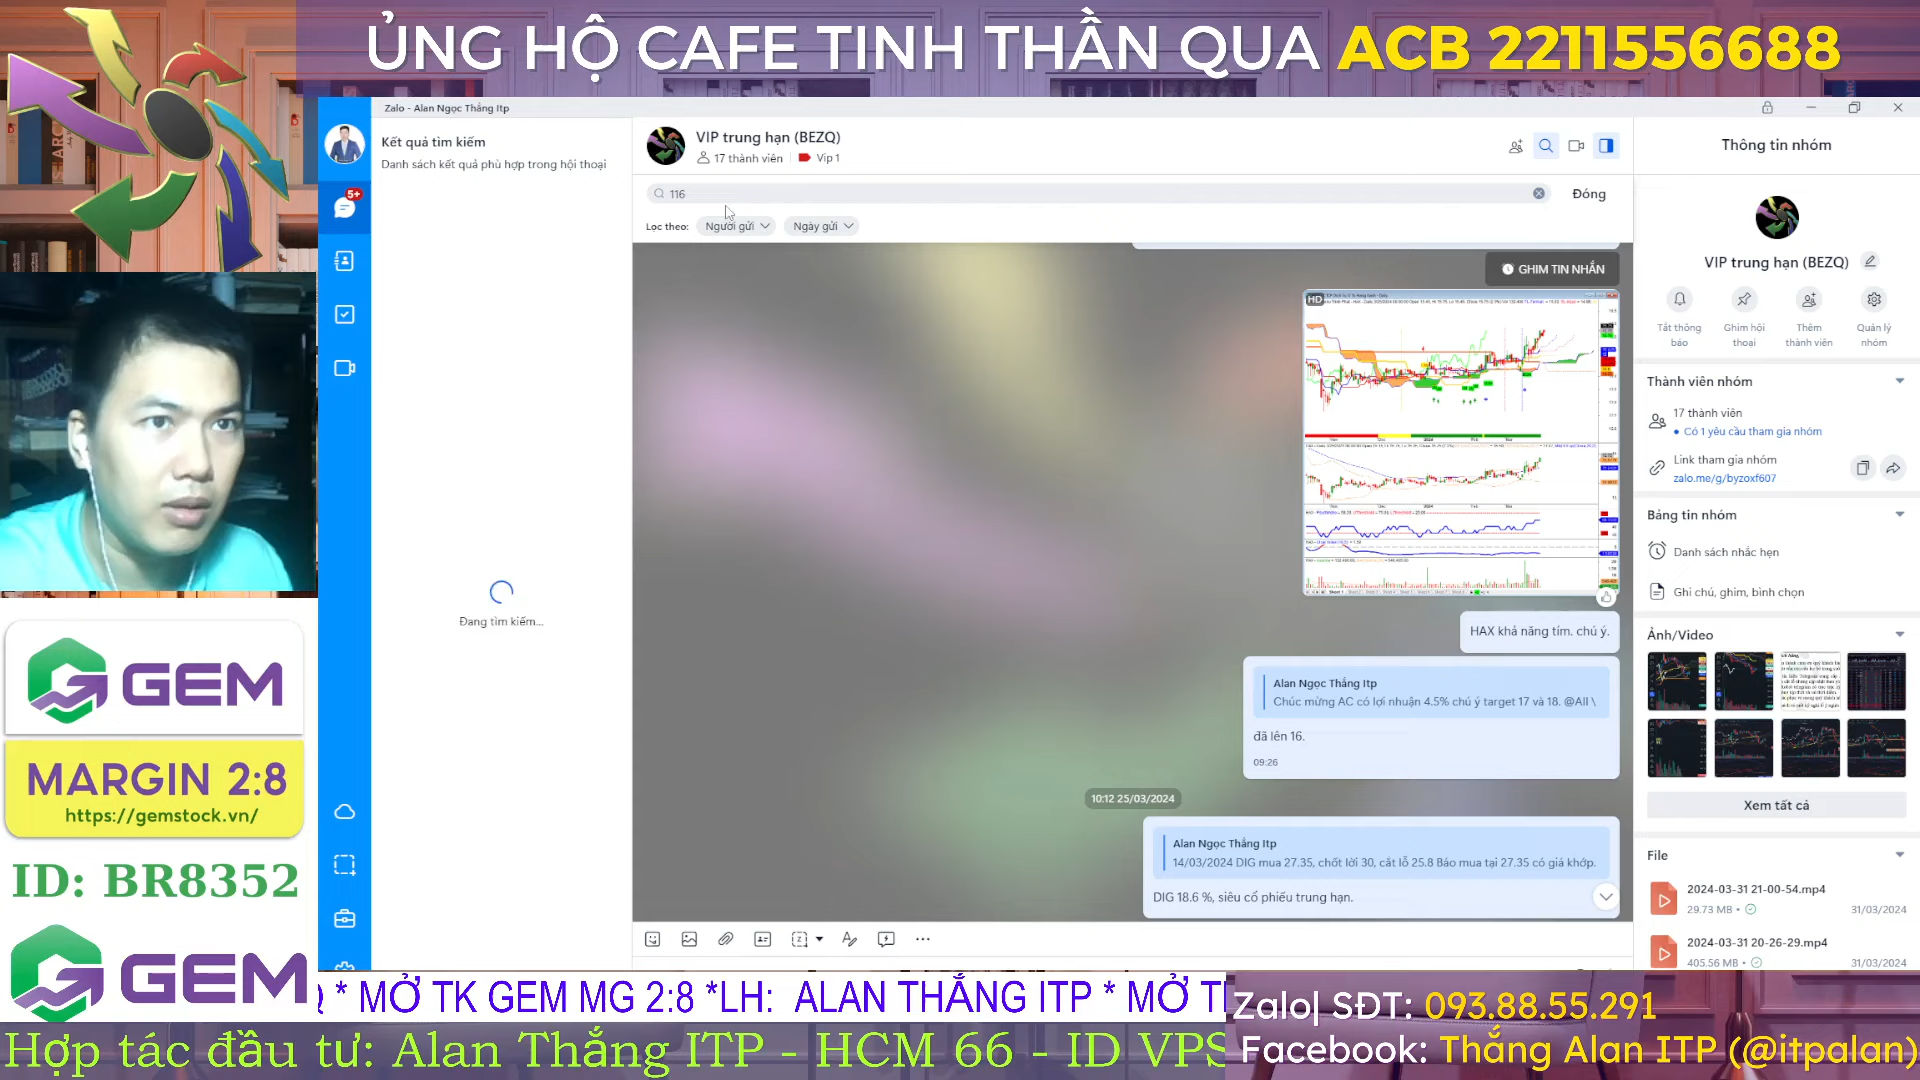 ỦNG HỘ CAFE TINH THẦN QUA ACB 2211556688
Zalo - Alan Ngọc Thắng Itp
Kết quả tìm kiếm
Danh sách kết quả phù hợp trong hội thoại
5+
Đang tìm kiếm...
VIP trung hạn (BEZQ)
17 thành viên
Vip 1
116
Đóng
Lọc theo:
Người gửi
Ngày gửi
GHIM TIN NHẮN
HD
HAX khả năng tím. chú ý.
Alan Ngọc Thắng Itp
Chúc mừng AC có lợi nhuận 4.5% chú ý target 17 và 18. @All \
đã lên 16.
09:26
10:12 25/03/2024
Alan Ngọc Thắng Itp
14/03/2024 DIG mua 27.35, chốt lời 30, cắt lỗ 25.8 Báo mua tại 27.35 có giá khớp.
DIG 18.6 %, siêu cổ phiếu trung hạn.
Thông tin nhóm
VIP trung hạn (BEZQ)
Tắt thông báo
Ghim hội thoại
Thêm thành viên
Quản lý nhóm
Thành viên nhóm
17 thành viên
Có 1 yêu cầu tham gia nhóm
Link tham gia nhóm
zalo.me/g/byzoxf607
Bảng tin nhóm
Danh sách nhắc hẹn
Ghi chú, ghim, bình chọn
Ảnh/Video
Xem tất cả
File
2024-03-31 21-00-54.mp4
29.73 MB
31/03/2024
2024-03-31 20-26-29.mp4
405.56 MB
31/03/2024
GEM
MARGIN 2:8
https://gemstock.vn/
ID: BR8352
GEM
Q * MỞ TK GEM MG 2:8 *LH: ALAN THẮNG ITP * MỞ T
Hợp tác đầu tư: Alan Thắng ITP - HCM 66 - ID VPS
Zalo| SĐT: 093.88.55.291
Facebook: Thắng Alan ITP (@itpalan)